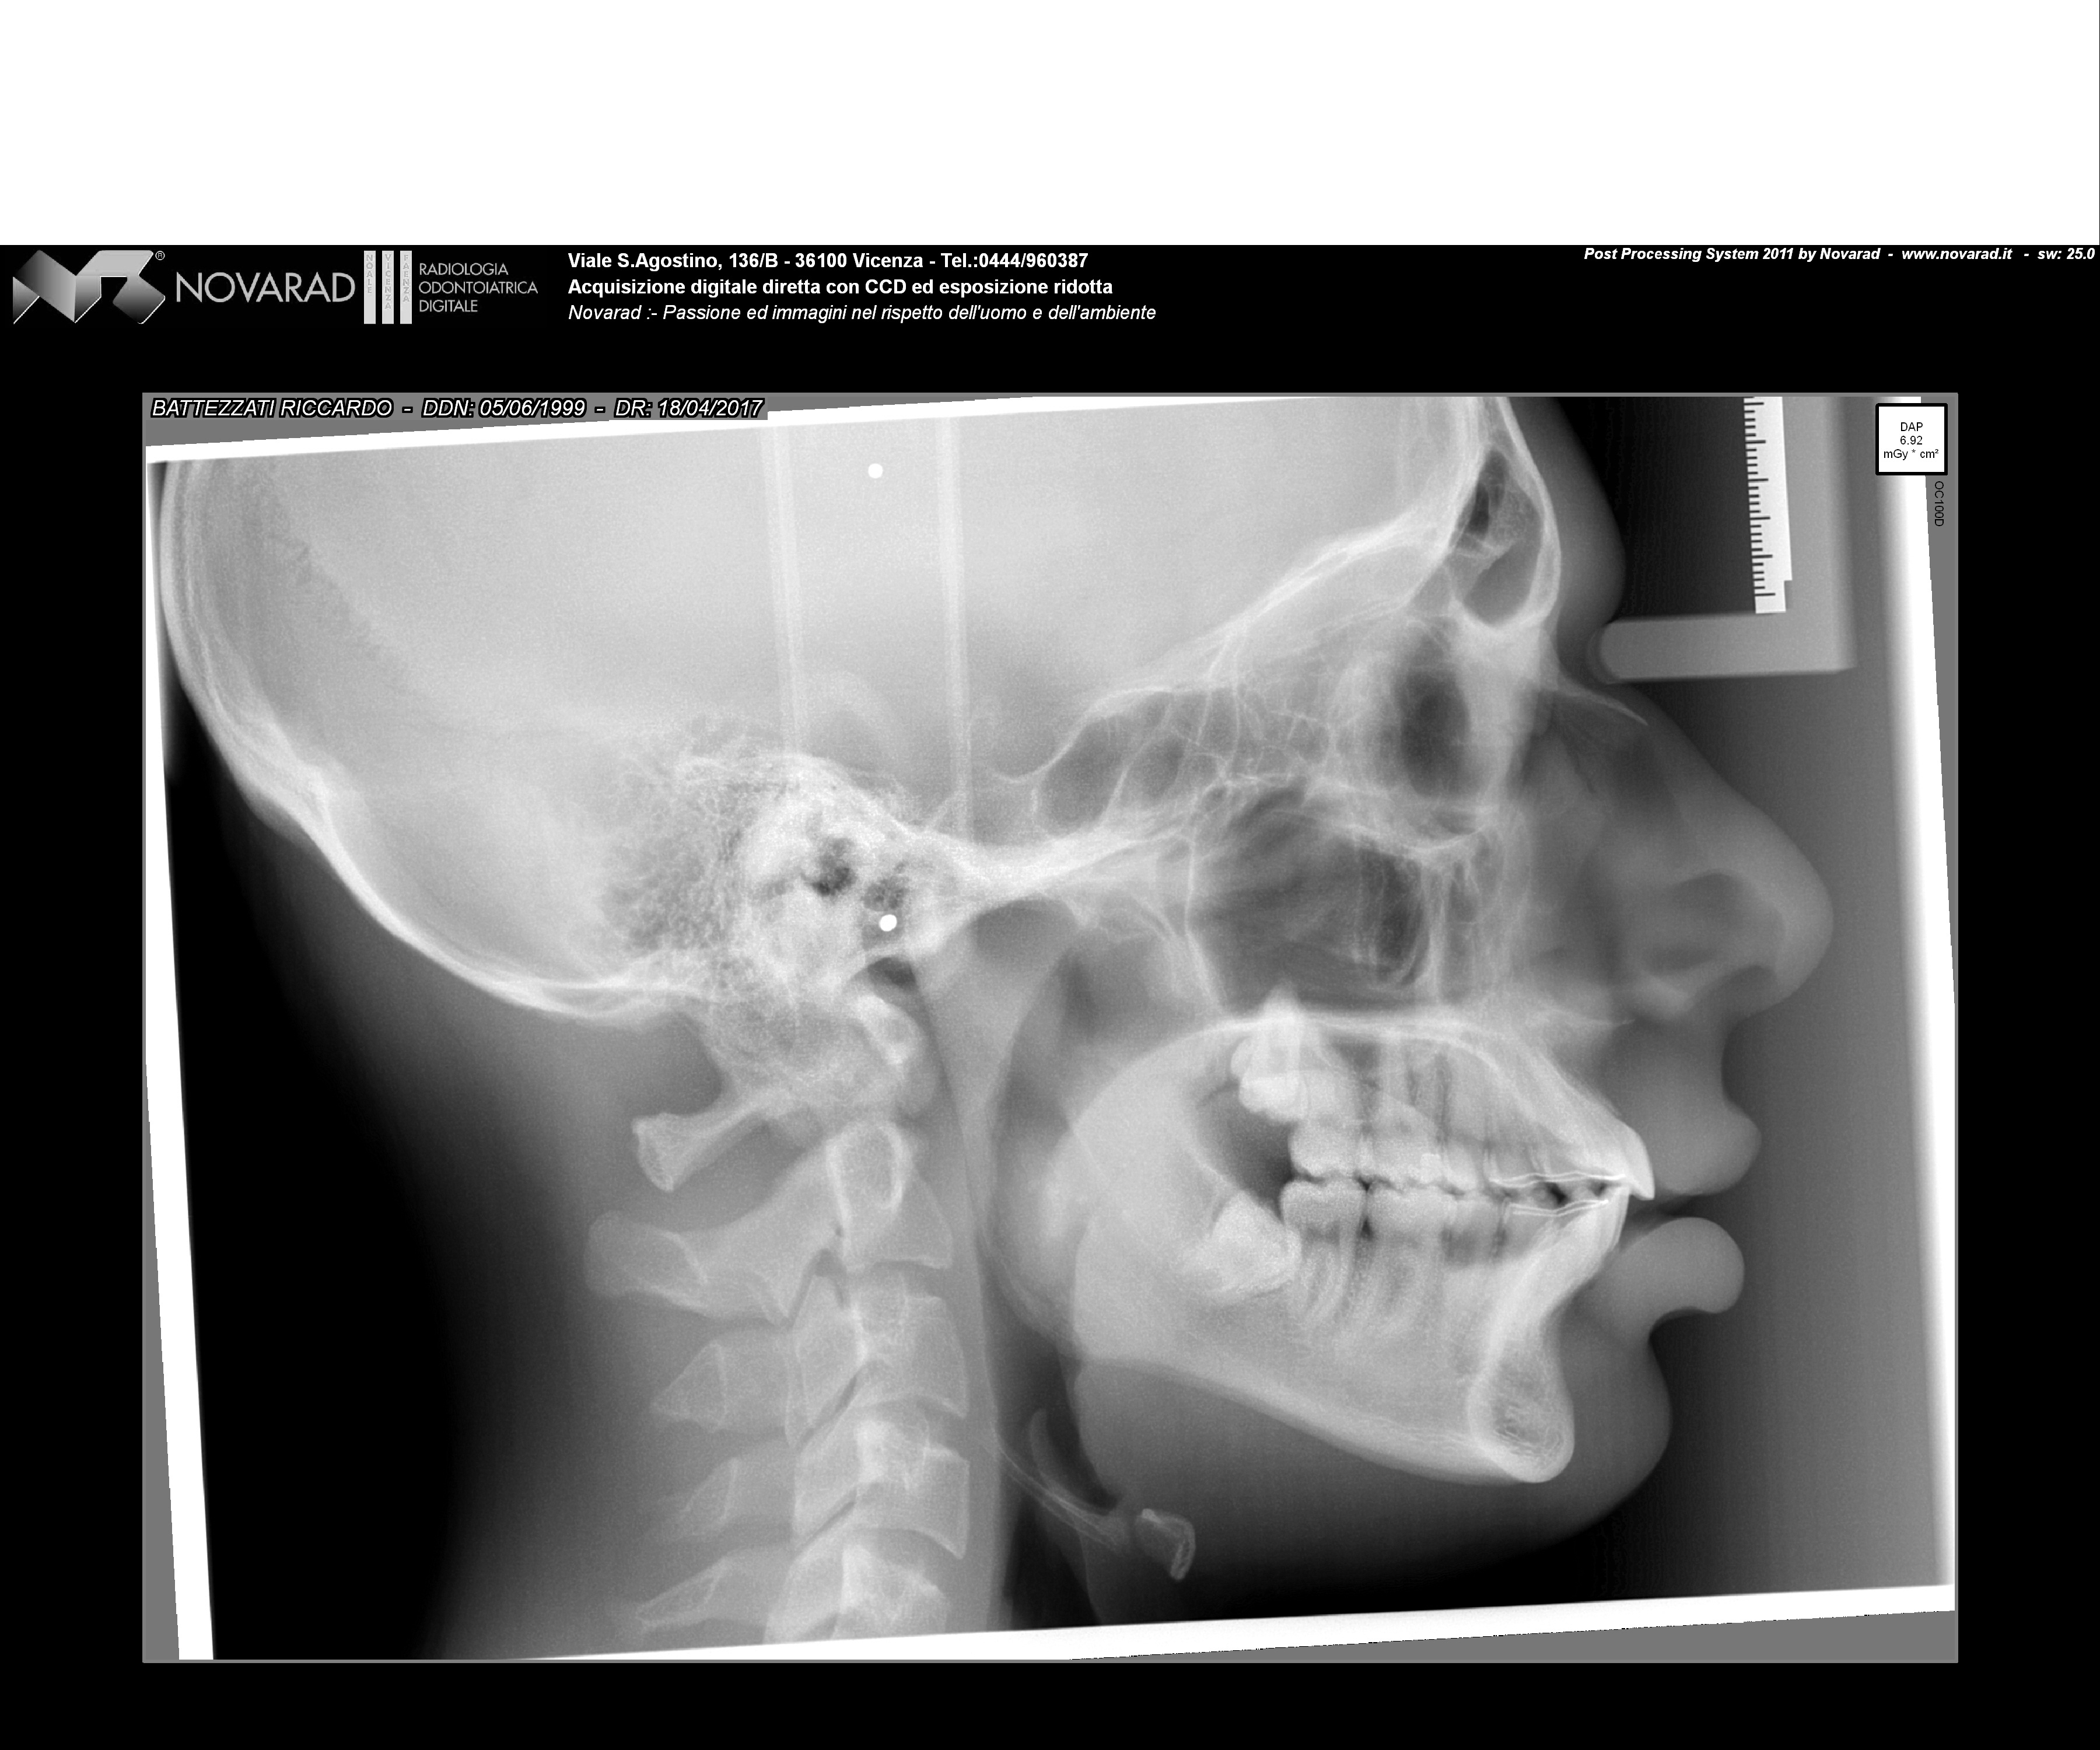 NOVARAD
®
NOALE
VICENZA
FAENZA
RADIOLOGIA
ODONTOIATRICA
DIGITALE
Viale S.Agostino, 136/B - 36100 Vicenza - Tel.:0444/960387
Acquisizione digitale diretta con CCD ed esposizione ridotta
Novarad :- Passione ed immagini nel rispetto dell'uomo e dell'ambiente
Post Processing System 2011 by Novarad - www.novarad.it - sw: 25.0
BATTEZZATI RICCARDO - DDN: 05/06/1999 - DR: 18/04/2017
DAP
6.92
mGy * cm²
OC100D